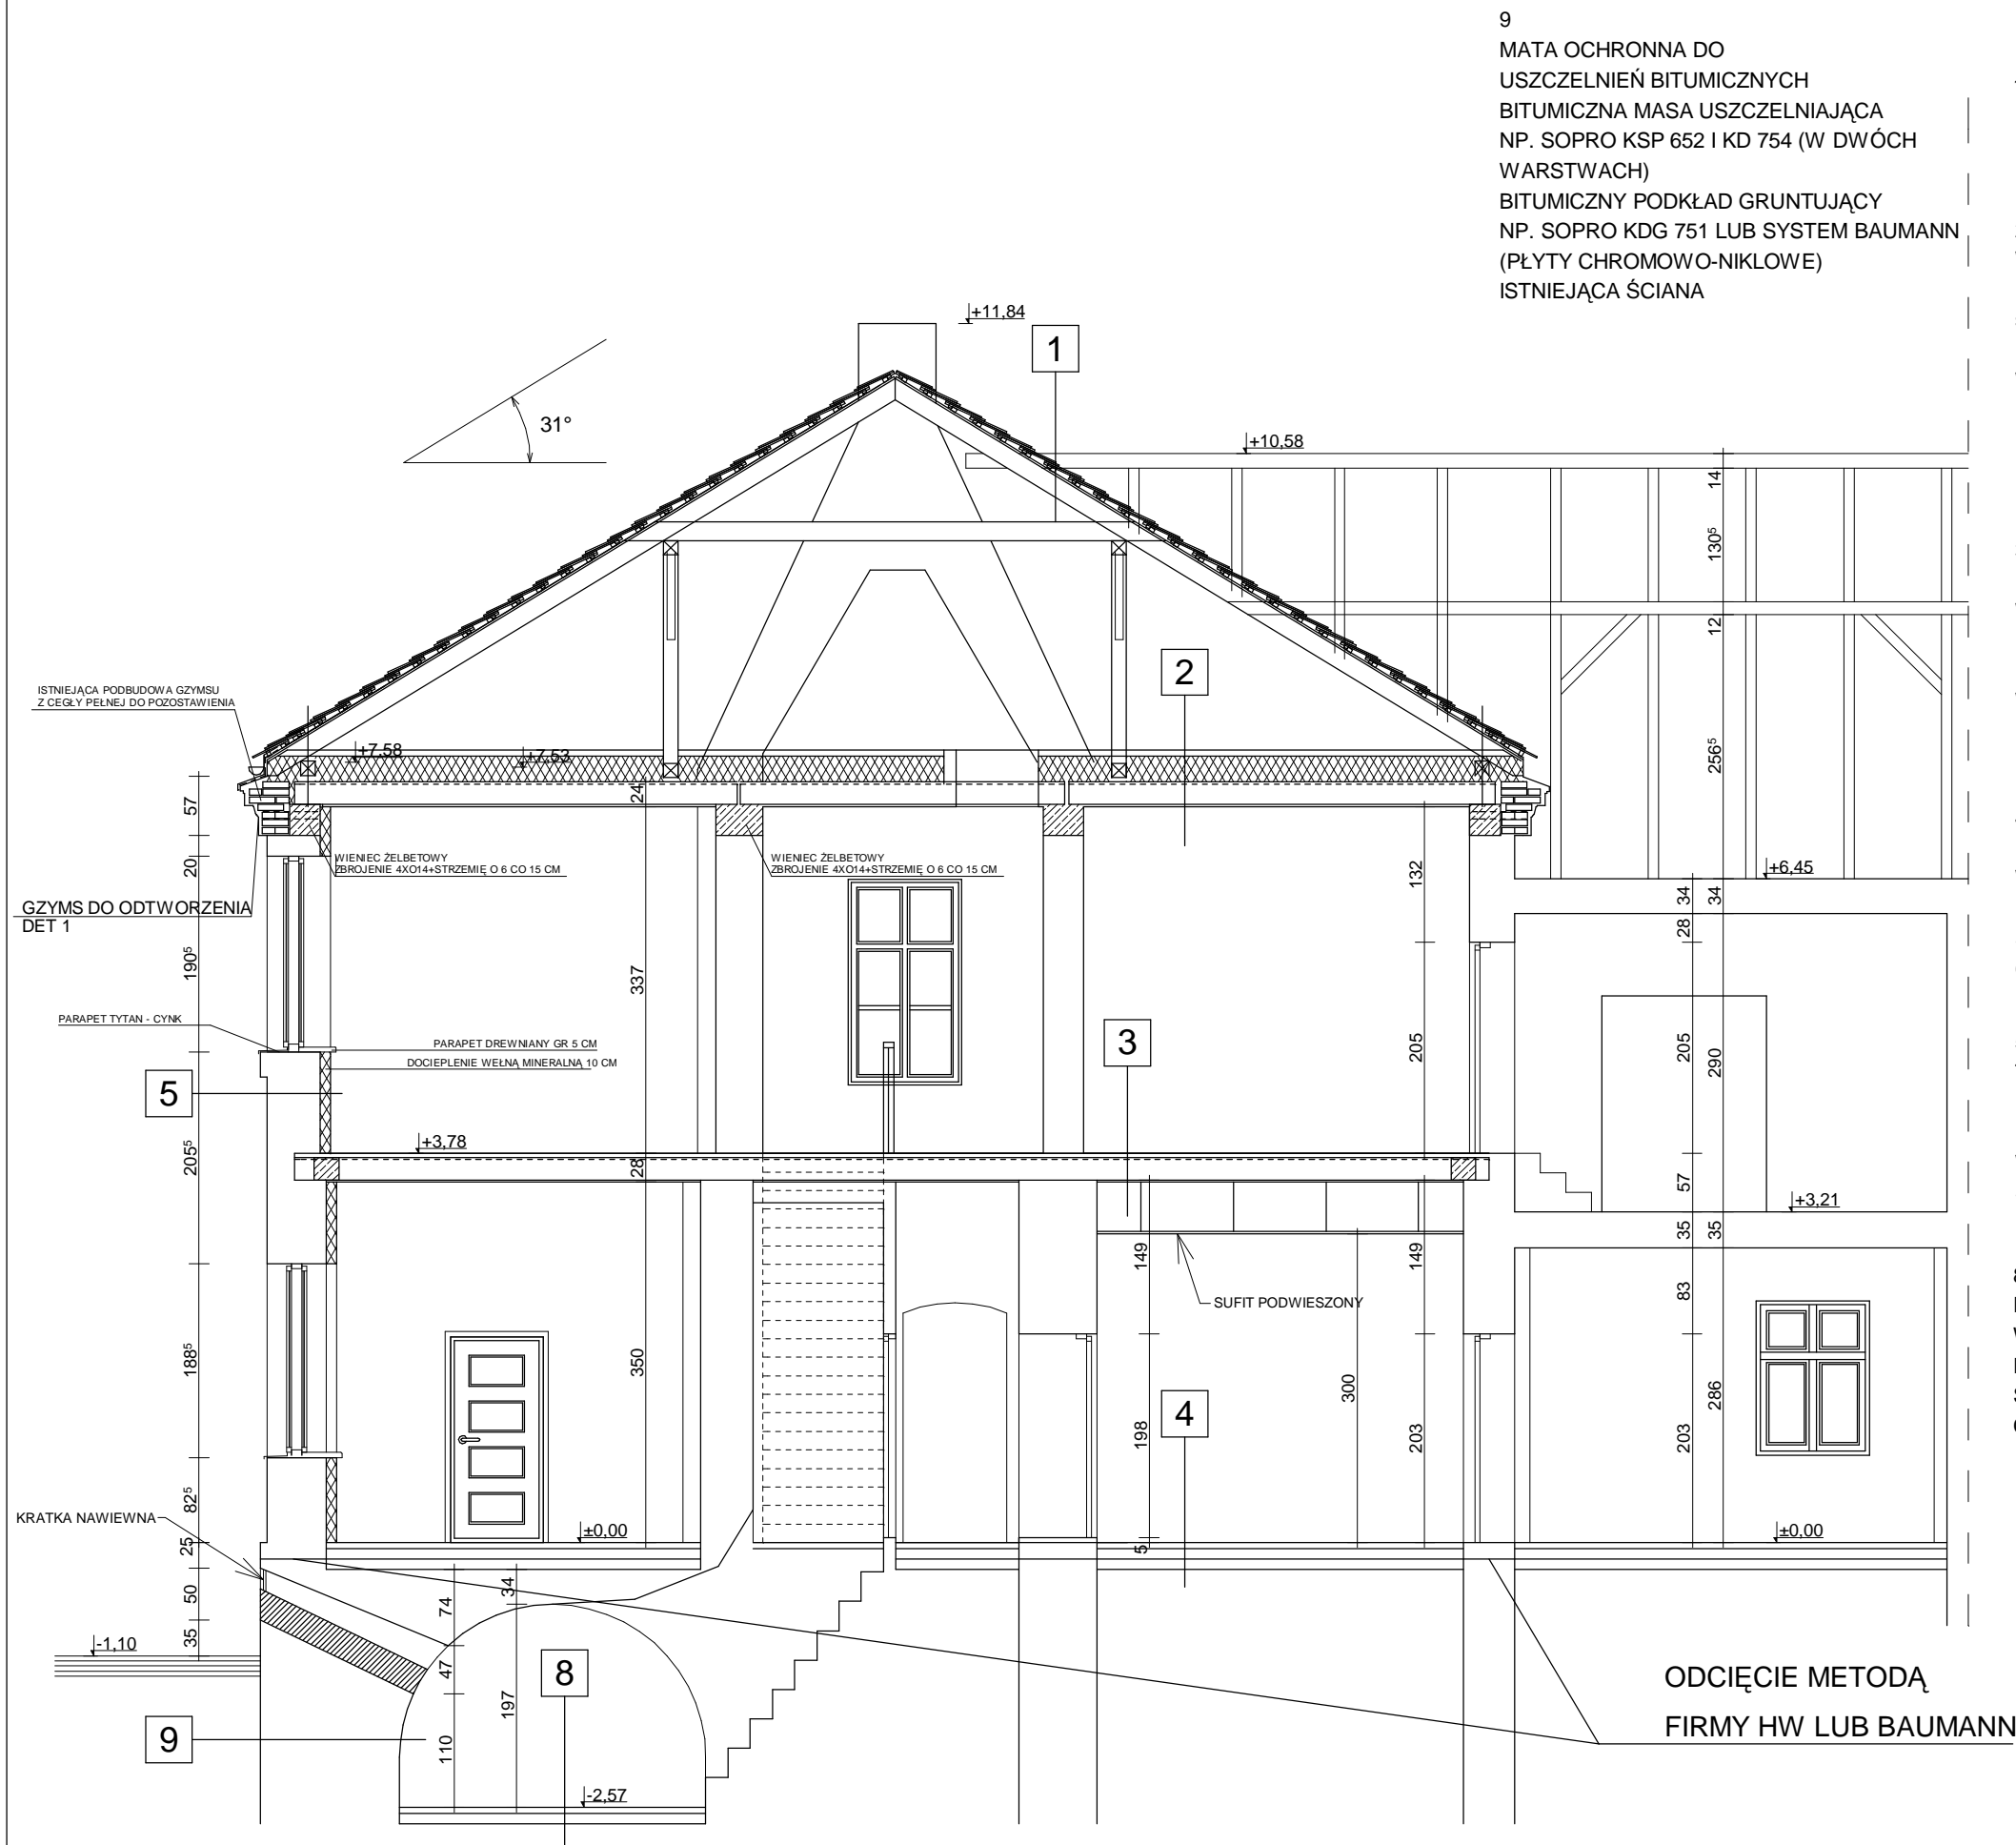 9
MATA OCHRONNA DO
USZCZELNIEŃ BITUMICZNYCH
BITUMICZNA MASA USZCZELNIAJĄCA
NP. SOPRO KSP 652 I KD 754 (W DWÓCH
WARSTWACH)
BITUMICZNY PODKŁAD GRUNTUJĄCY
NP. SOPRO KDG 751 LUB SYSTEM BAUMANN
(PŁYTY CHROMOWO-NIKLOWE)
ISTNIEJĄCA ŚCIANA
+11,84
1
31°
+10,58
14
130⁵
12
2
ISTNIEJĄCA PODBUDOWA GZYMSU
Z CEGŁY PEŁNEJ DO POZOSTAWIENIA
256⁵
+7,58
+7,53
57
24
20
WIENIEC ŻELBETOWY
ZBROJENIE 4XO14+STRZEMIĘ O 6 CO 15 CM
WIENIEC ŻELBETOWY
ZBROJENIE 4XO14+STRZEMIĘ O 6 CO 15 CM
132
+6,45
34
34
GZYMS DO ODTWORZENIA
DET 1
28
190⁵
337
PARAPET TYTAN - CYNK
PARAPET DREWNIANY GR 5 CM
DOCIEPLENIE WEŁNĄ MINERALNĄ 10 CM
3
205
205
290
5
+3,78
205⁵
28
57
+3,21
35
35
149
149
83
SUFIT PODWIESZONY
188⁵
350
300
286
4
198
203
203
82⁵
KRATKA NAWIEWNA
±0,00
±0,00
25
5
50
34
74
35
-1,10
47
8
197
ODCIĘCIE METODĄ
FIRMY HW LUB BAUMANN
9
110
-2,57